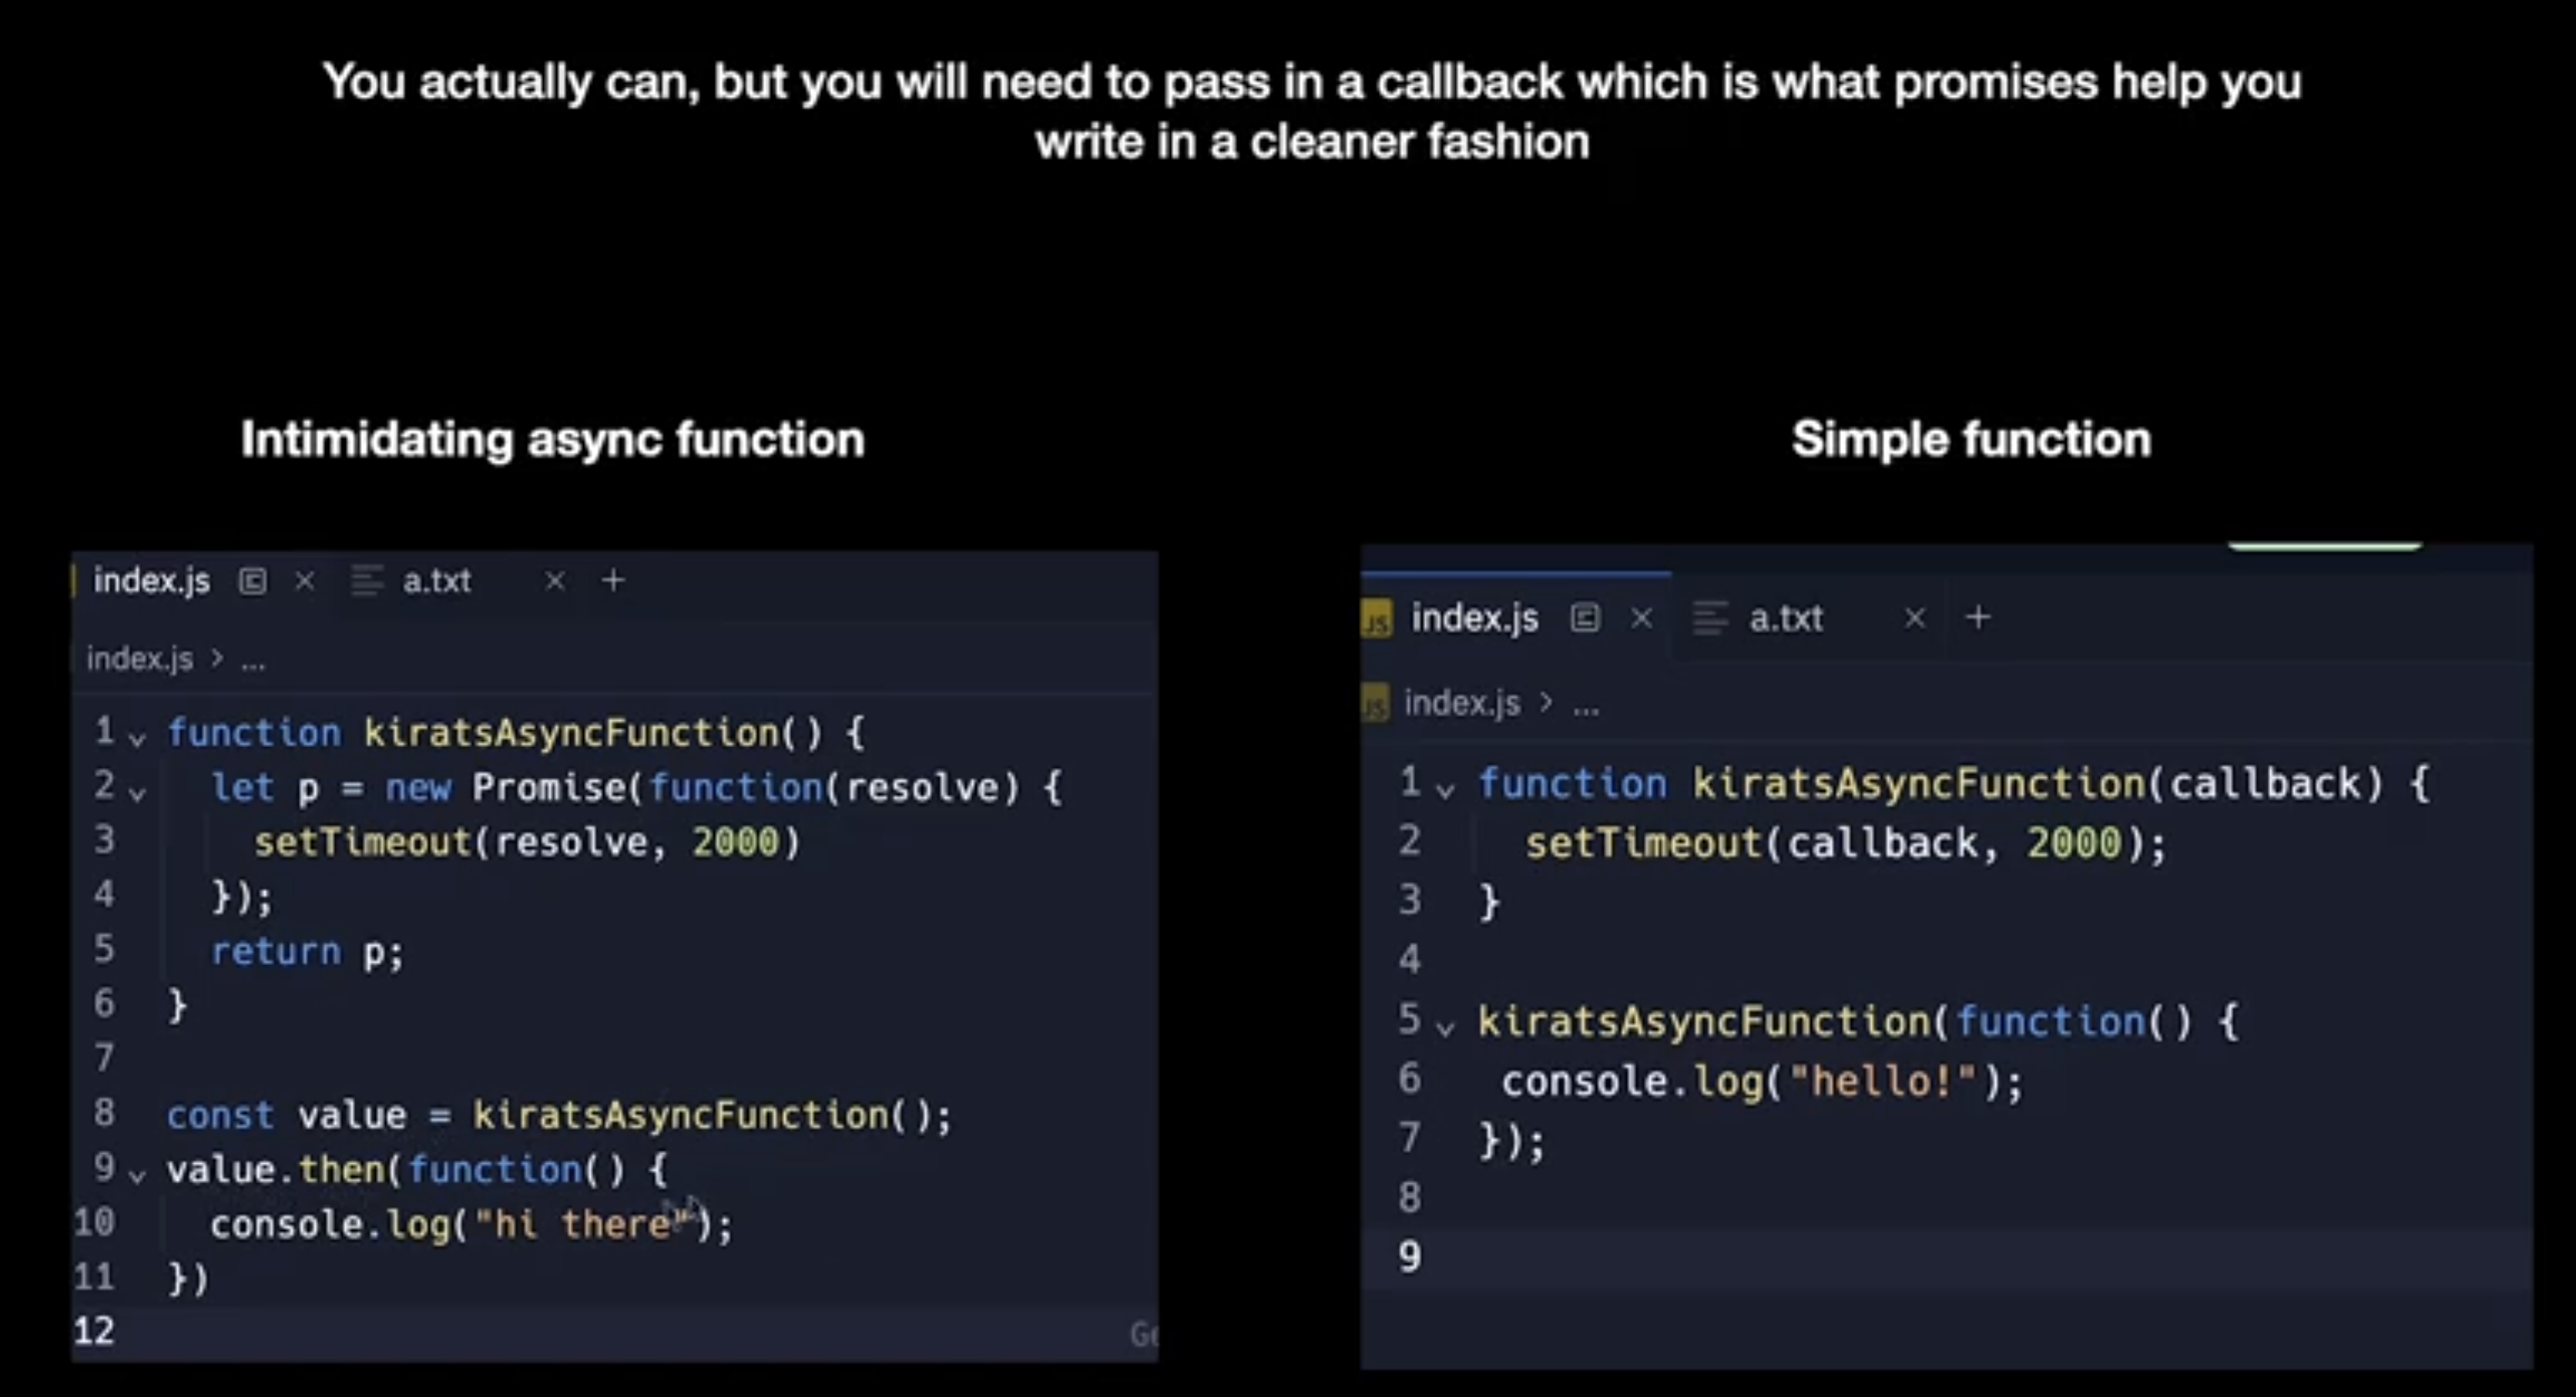 You actually can, but you will need to pass in a callback which is what promises help you
write in a cleaner fashion
Intimidating async function
Simple function
index.js a.txt
index.js > ...
1 function kiratsAsyncFunction() {
2 let p = new Promise(function(resolve) {
3 setTimeout(resolve, 2000)
4 });
5 return p;
6 }
7
8 const value = kiratsAsyncFunction();
9 value.then(function() {
10 console.log("hi there");
11 })
12
JS index.js a.txt
JS index.js > ...
1 function kiratsAsyncFunction(callback) {
2 setTimeout(callback, 2000);
3 }
4
5 kiratsAsyncFunction(function() {
6 console.log("hello!");
7 });
8
9